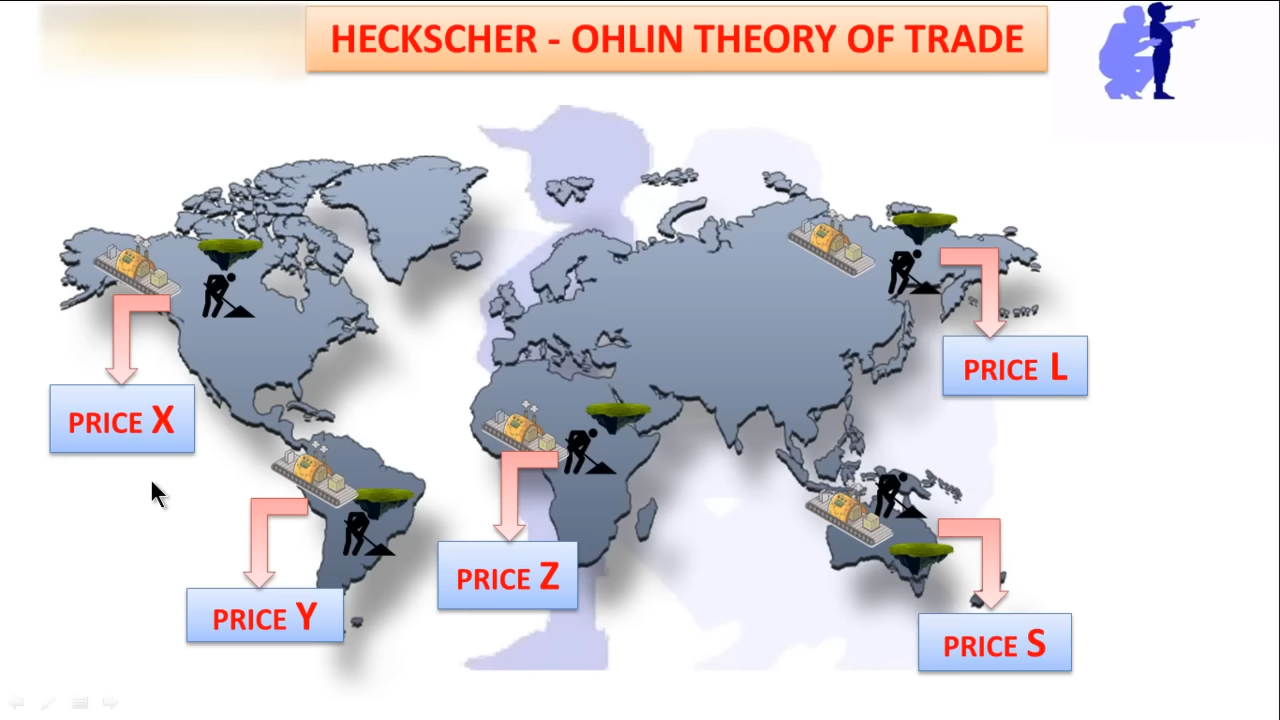 HECKSCHER - OHLIN THEORY OF TRADE
PRICE L
PRICE X
PRICE Z
PRICE Y
PRICE S